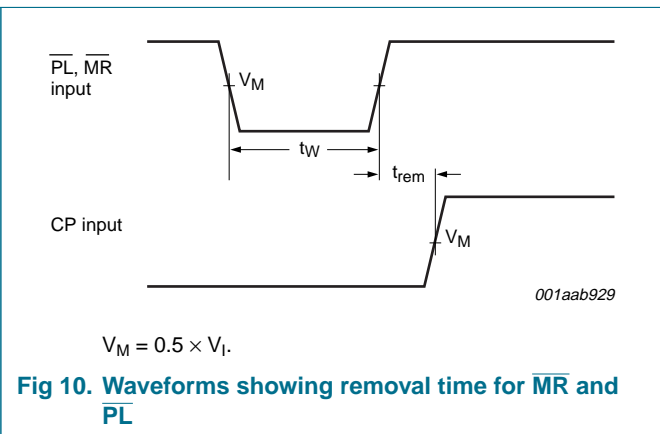 PL, MR
input
VM
tW
trem
CP input
VM
001aab929
VM = 0.5 × VI.
Fig 10. Waveforms showing removal time for MR and
PL